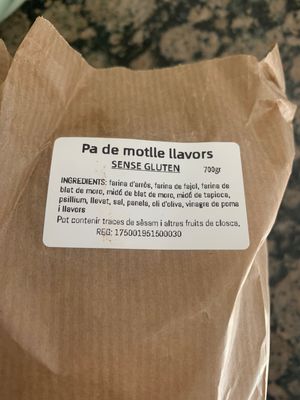 Pa de motlle llavors
SENSE GLUTEN 700gr
INGREDIENTS: farina d'arròs, farina de fajol, farina de
blat de moro, midó de blat de moro, midó de tapioca,
psíllium, llevat, sal, panela, oli d'oliva, vinagre de poma
i llavors
Pot contenir traces de sèsam i altres fruits de closca.
REG: 175001951500030